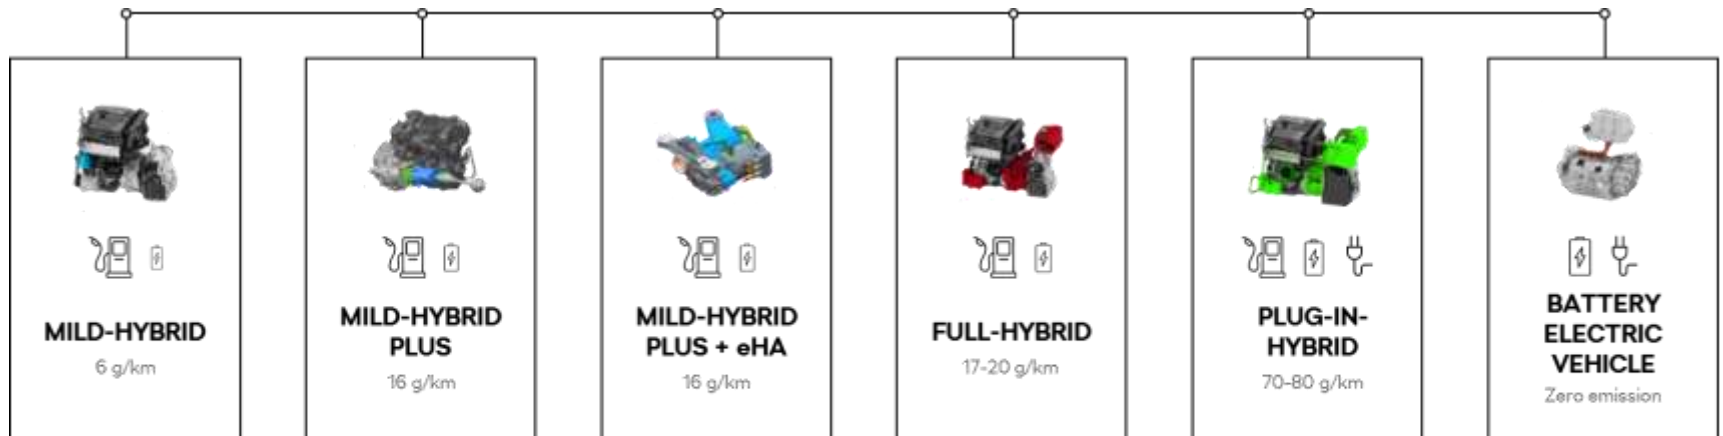 MILD-HYBRID
6 g/km
MILD-HYBRID
PLUS
16 g/km
MILD-HYBRID
PLUS + eHA
16 g/km
FULL-HYBRID
17-20 g/km
PLUG-IN-
HYBRID
70-80 g/km
BATTERY
ELECTRIC
VEHICLE
Zero emission